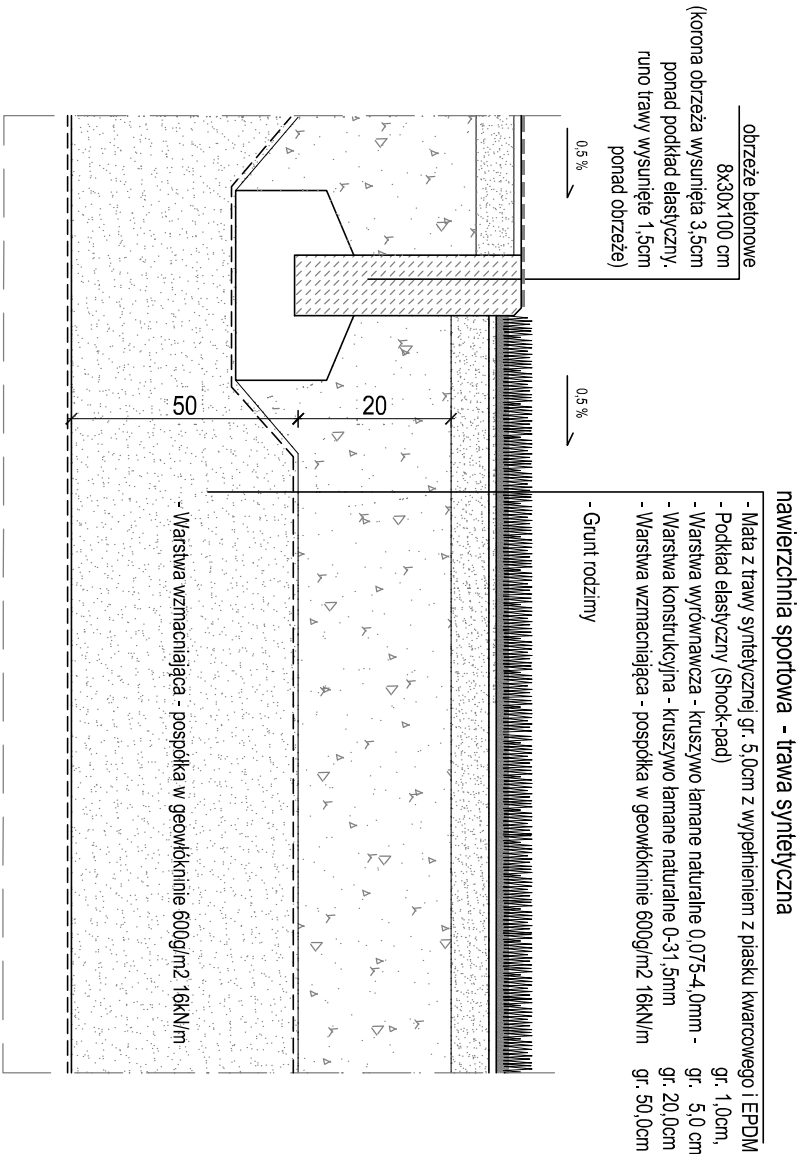 nawierzchnia sportowa - trawa syntetyczna
- Mata z trawy syntetycznej gr. 5,0cm z wypełnieniem z piasku kwarcowego i EPDM
- Podkład elastyczny (Shock-pad) gr. 1,0cm,
- Warstwa wyrównawcza - kruszywo łamane naturalne 0,075-4,0mm - gr. 5,0 cm
- Warstwa konstrukcyjna - kruszywo łamane naturalne 0-31,5mm gr. 20,0cm
- Warstwa wzmacniająca - pospółka w geowłókninie 600g/m2 16kN/m gr. 50,0cm
- Grunt rodzimy
obrzeże betonowe
8x30x100 cm
(korona obrzeża wysunięta 3,5cm
ponad podkład elastyczny.
runo trawy wysunięte 1,5cm
ponad obrzeże)
0,5 %
0,5 %
20
50
- Warstwa wzmacniająca - pospółka w geowłókninie 600g/m2 16kN/m